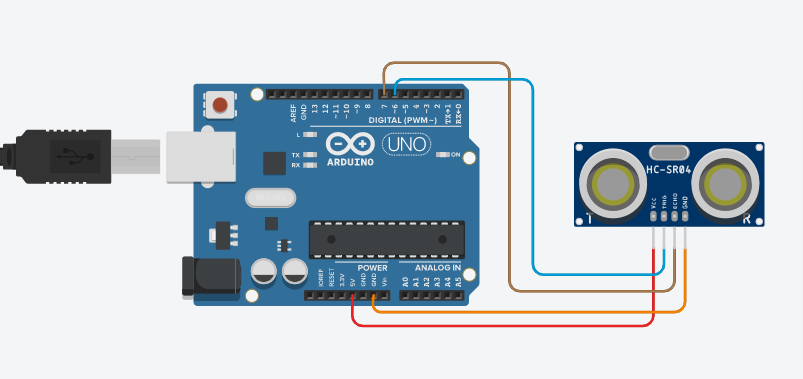 AREF
GND
13
12
~11
~10
~9
8
7
~6
~5
4
~3
2
TX→1
RX←0
DIGITAL (PWM~)
L
TX
RX
ARDUINO
UNO
ON
IOREF
RESET
3.3V
5V
GND
GND
Vin
POWER
ANALOG IN
A0
A1
A2
A3
A4
A5
HC-SR04
VCC
TRIG
ECHO
GND
T
R